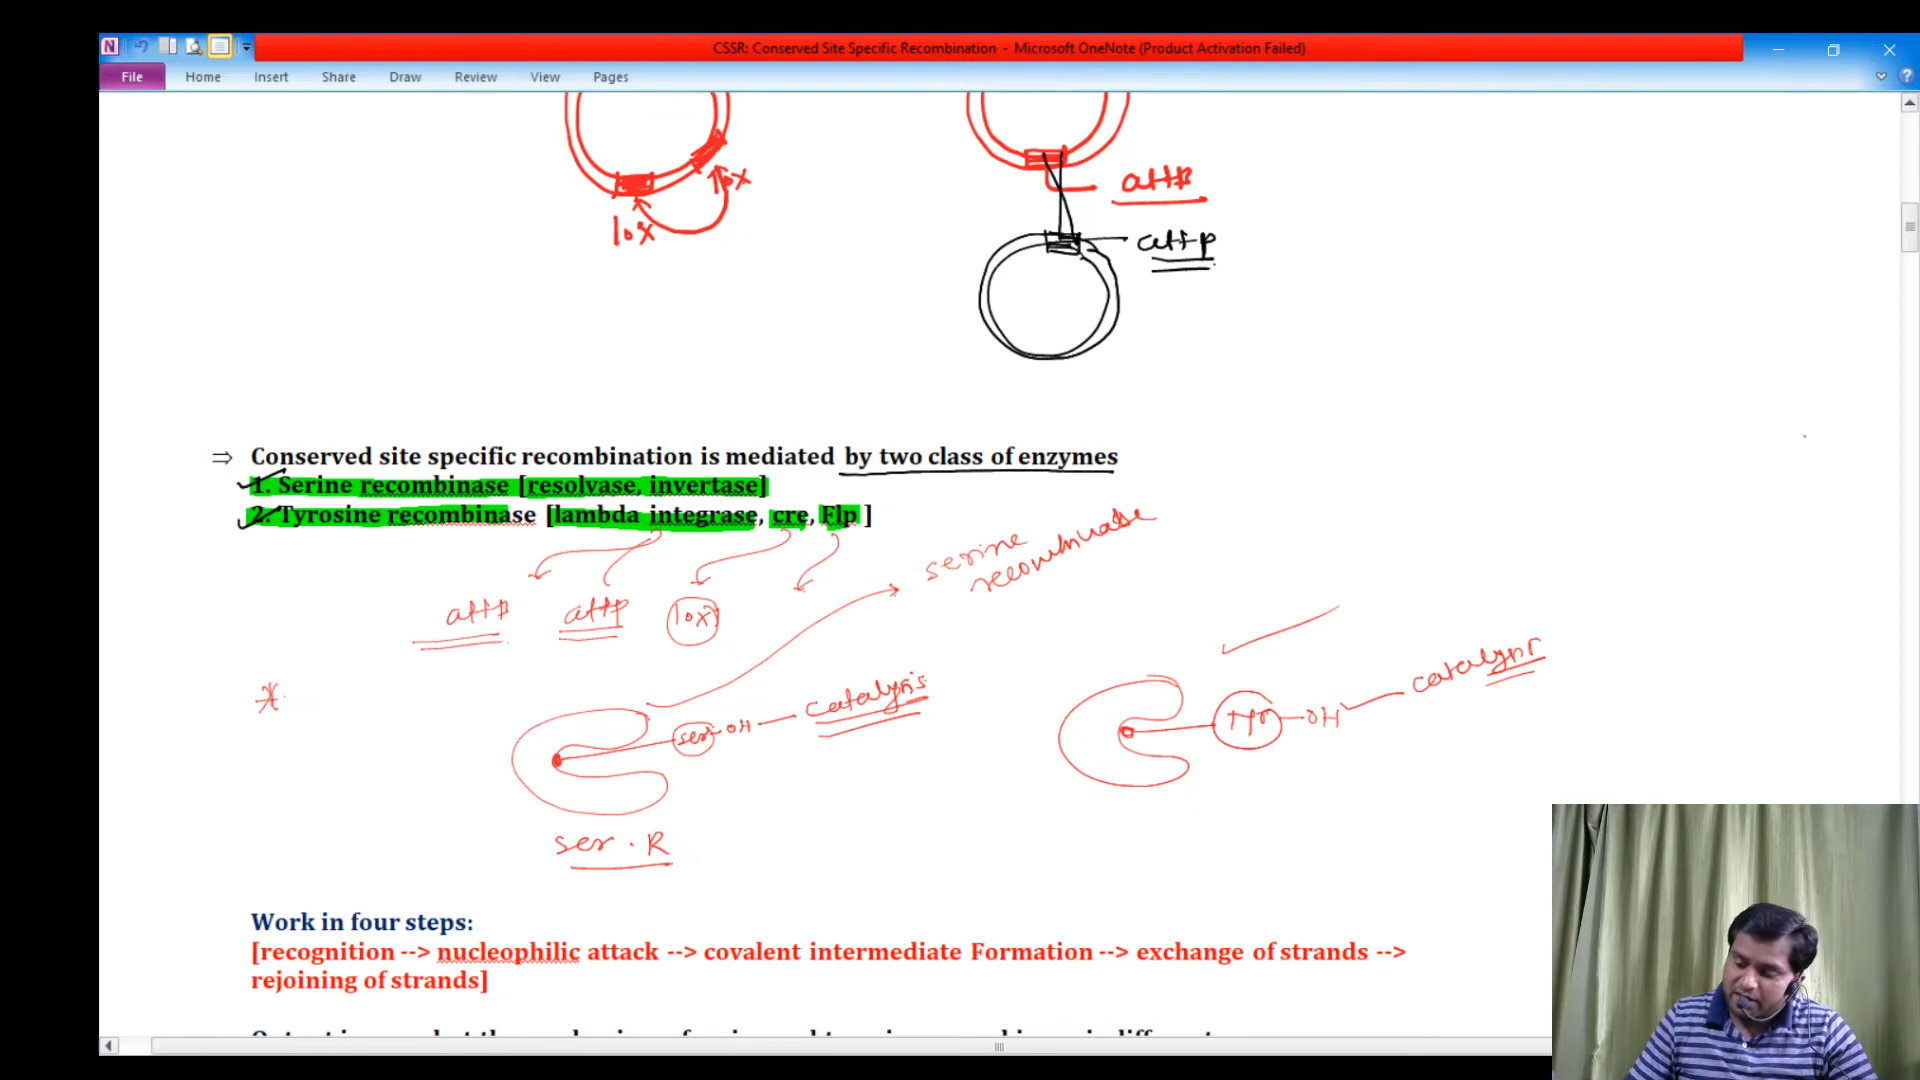 CSSR: Conserved Site Specific Recombination - Microsoft OneNote (Product Activation Failed)
File Home Insert Share Draw Review View Pages
lox
lox
attB
attp
⇒ Conserved site specific recombination is mediated by two class of enzymes
1. Serine recombinase [resolvase, invertase]
2. Tyrosine recombinase [lambda integrase, cre, Flp ]
serine
recombinase
attB attp lox
ser-OH catalysis
Tyr-OH
ser. R
Work in four steps:
[recognition --> nucleophilic attack --> covalent intermediate Formation --> exchange of strands -->
rejoining of strands]